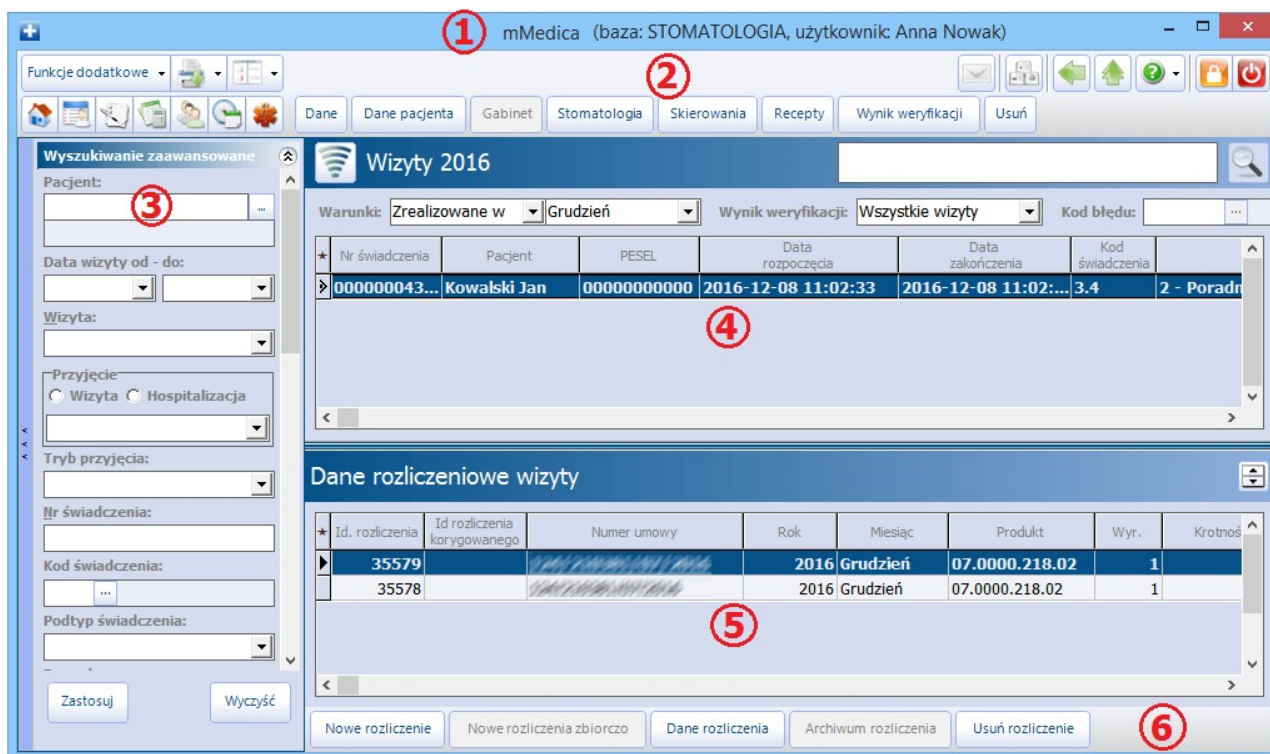 1 mMedica (baza: STOMATOLOGIA, użytkownik: Anna Nowak)
Funkcje dodatkowe
2
Dane Dane pacjenta Gabinet Stomatologia Skierowania Recepty Wynik weryfikacji Usuń
Wyszukiwanie zaawansowane
Pacjent:
3
...
Data wizyty od - do:
Wizyta:
Przyjęcie
Wizyta Hospitalizacja
Tryb przyjęcia:
Nr świadczenia:
Kod świadczenia:
...
Podtyp świadczenia:
Zastosuj Wyczyść
Wizyty 2016
Warunki: Zrealizowane w Grudzień Wynik weryfikacji: Wszystkie wizyty Kod błędu: ...
Nr świadczenia Pacjent PESEL Data rozpoczęcia Data zakończenia Kod świadczenia
000000043... Kowalski Jan 00000000000 2016-12-08 11:02:33 2016-12-08 11:02:... 3.4 2 - Poradn
4
Dane rozliczeniowe wizyty
Id. rozliczenia Id rozliczenia korygowanego Numer umowy Rok Miesiąc Produkt Wyr. Krotnoś
35579 2016 Grudzień 07.0000.218.02 1
35578 2016 Grudzień 07.0000.218.02 1
5
Nowe rozliczenie Nowe rozliczenia zbiorczo Dane rozliczenia Archiwum rozliczenia Usuń rozliczenie 6